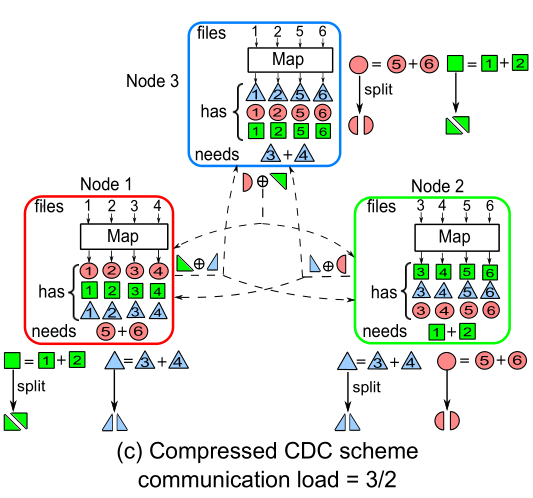 files 1 2 5 6
Map
Node 3
has
1 2 5 6
1 2 5 6
1 2 5 6
needs 3 + 4
= 5 + 6
split
= 1 + 2
Node 1
files 1 2 3 4
Map
has
1 2 3 4
1 2 3 4
1 2 3 4
needs
5 + 6
Node 2
files 3 4 5 6
Map
has
3 4 5 6
3 4 5 6
3 4 5 6
needs
1 + 2
⊕
⊕
⊕
= 1 + 2
split
= 3 + 4
= 3 + 4
split
= 5 + 6
(c) Compressed CDC scheme
communication load = 3/2